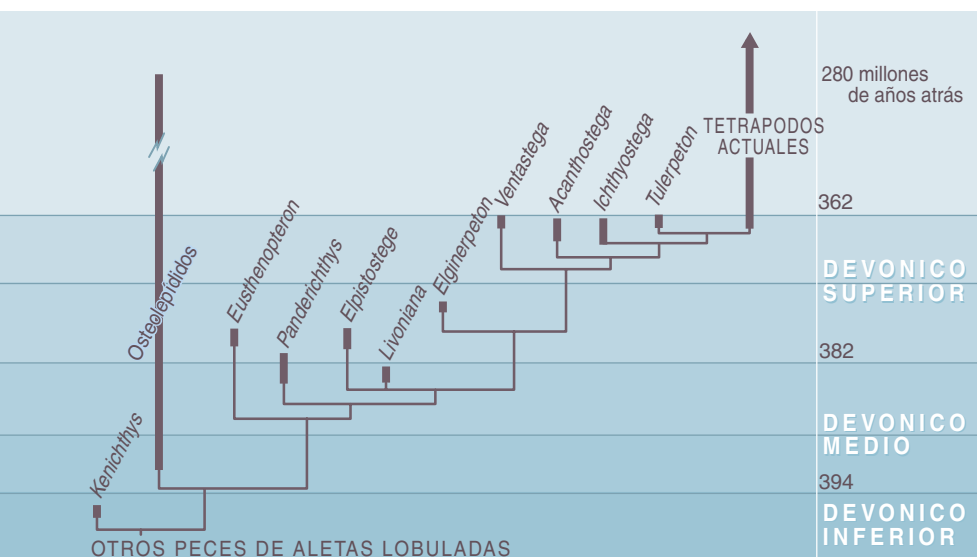 280 millones
de años atrás
TETRAPODOS
ACTUALES
Ventastega
Acanthostega
Ichthyostega
Tulerpeton
362
Osteolepídidos
Eusthenopteron
Panderichthys
Elpistostege
Livoniana
Elginerpeton
DEVONICO
SUPERIOR
382
Kenichthys
DEVONICO
MEDIO
394
DEVONICO
INFERIOR
OTROS PECES DE ALETAS LOBULADAS